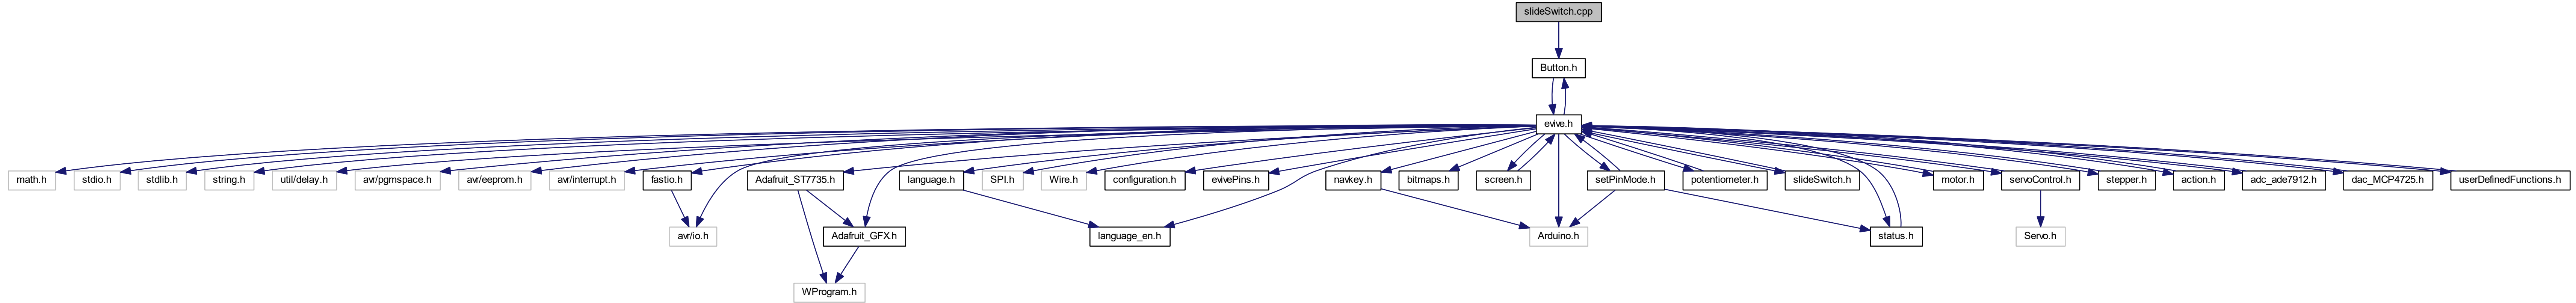 slideSwitch.cpp
Button.h
evive.h
math.h
stdio.h
stdlib.h
string.h
util/delay.h
avr/pgmspace.h
avr/eeprom.h
avr/interrupt.h
fastio.h
Adafruit_ST7735.h
language.h
SPI.h
Wire.h
configuration.h
evivePins.h
navkey.h
bitmaps.h
screen.h
setPinMode.h
potentiometer.h
slideSwitch.h
motor.h
servoControl.h
stepper.h
action.h
adc_ade7912.h
dac_MCP4725.h
userDefinedFunctions.h
avr/io.h
Adafruit_GFX.h
language_en.h
Arduino.h
status.h
Servo.h
WProgram.h